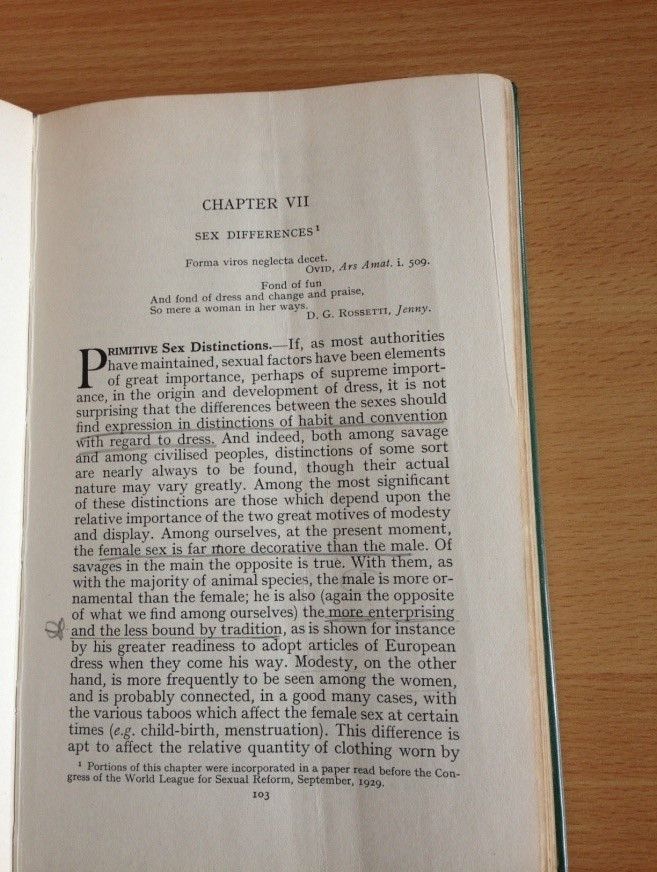 CHAPTER VII
SEX DIFFERENCES¹
Forma viros neglecta decet.
OVID, Ars Amat. i. 509.
Fond of fun
And fond of dress and change and praise,
So mere a woman in her ways.
D. G. ROSSETTI, Jenny.
PRIMITIVE Sex Distinctions.—If, as most authorities
have maintained, sexual factors have been elements
of great importance, perhaps of supreme import-
ance, in the origin and development of dress, it is not
surprising that the differences between the sexes should
find expression in distinctions of habit and convention
with regard to dress. And indeed, both among savage
and among civilised peoples, distinctions of some sort
are nearly always to be found, though their actual
nature may vary greatly. Among the most significant
of these distinctions are those which depend upon the
relative importance of the two great motives of modesty
and display. Among ourselves, at the present moment,
the female sex is far more decorative than the male. Of
savages in the main the opposite is true. With them, as
with the majority of animal species, the male is more or-
namental than the female; he is also (again the opposite
of what we find among ourselves) the more enterprising
and the less bound by tradition, as is shown for instance
by his greater readiness to adopt articles of European
dress when they come his way. Modesty, on the other
hand, is more frequently to be seen among the women,
and is probably connected, in a good many cases, with
the various taboos which affect the female sex at certain
times (e.g. child-birth, menstruation). This difference is
apt to affect the relative quantity of clothing worn by
¹ Portions of this chapter were incorporated in a paper read before the Con-
gress of the World League for Sexual Reform, September, 1929.
103